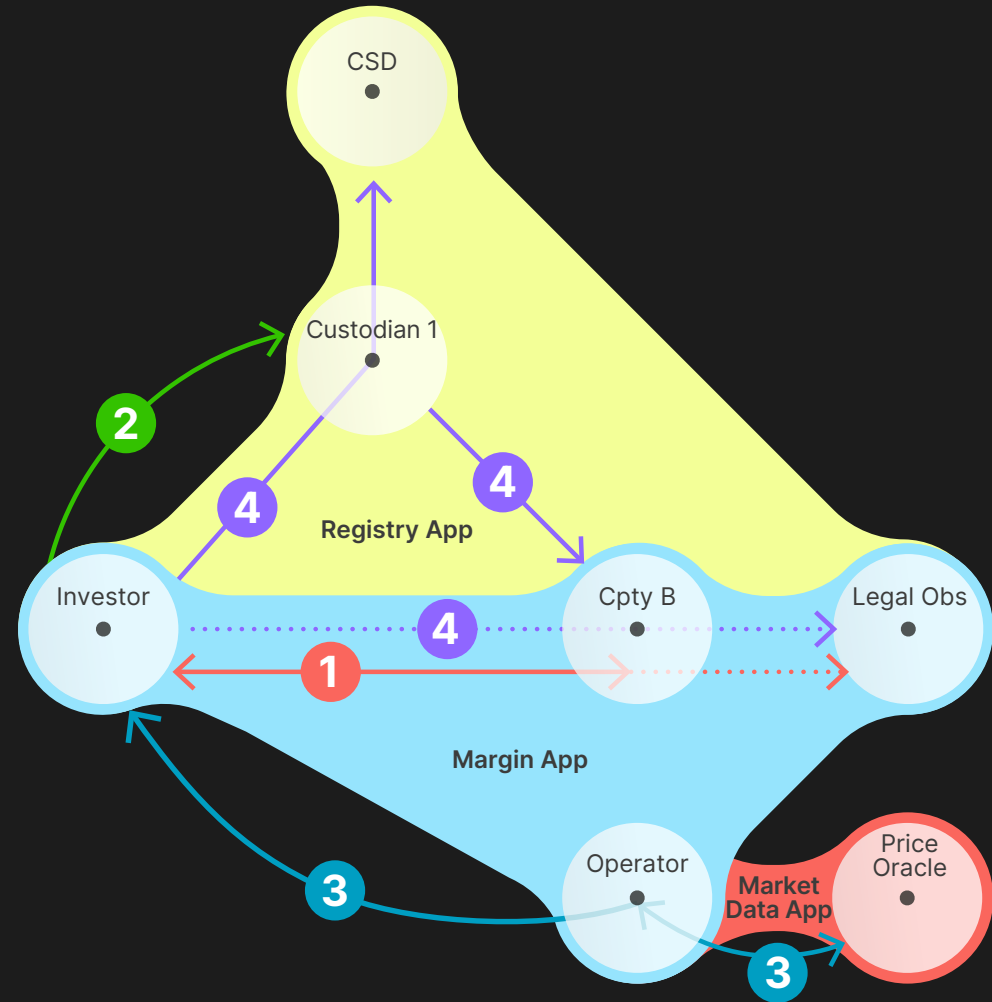 CSD
Custodian 1
2
4
4
Registry App
Investor
Cpty B
Legal Obs
4
1
Margin App
Operator
Price
Oracle
Market
Data App
3
3